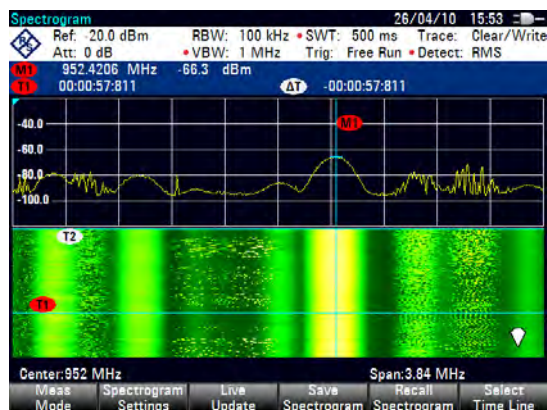 Spectrogram 26/04/10 15:53
Ref: -20.0 dBm RBW: 100 kHz • SWT: 500 ms Trace: Clear/Write
Att: 0 dB • VBW: 1 MHz Trig: Free Run • Detect: RMS
M1 952.4206 MHz -66.3 dBm
T1 00:00:57:811 ΔT -00:00:57:811
M1
-40.0
-60.0
-80.0
-100.0
T2
T1
Center:952 MHz Span:3.84 MHz
Meas Spectrogram Live Save Recall Select
Mode Settings Update Spectrogram Spectrogram Time Line